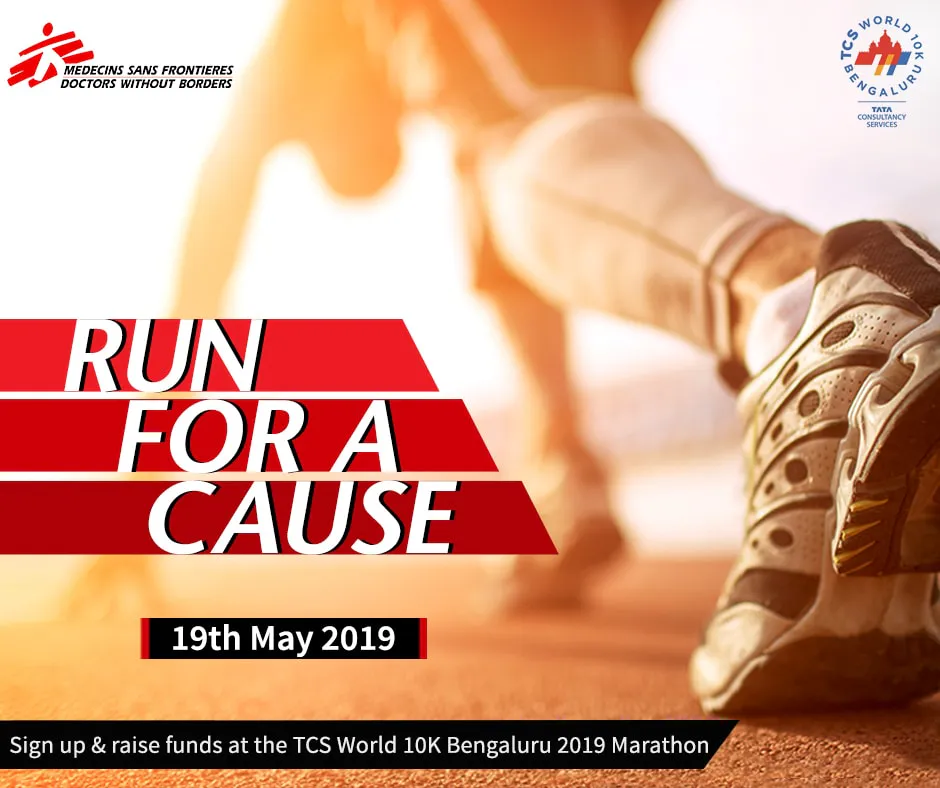 MEDECINS SANS FRONTIERES
DOCTORS WITHOUT BORDERS
TCS WORLD 10K BENGALURU
TATA
CONSULTANCY
SERVICES
RUN
FOR A
CAUSE
19th May 2019
Sign up & raise funds at the TCS World 10K Bengaluru 2019 Marathon